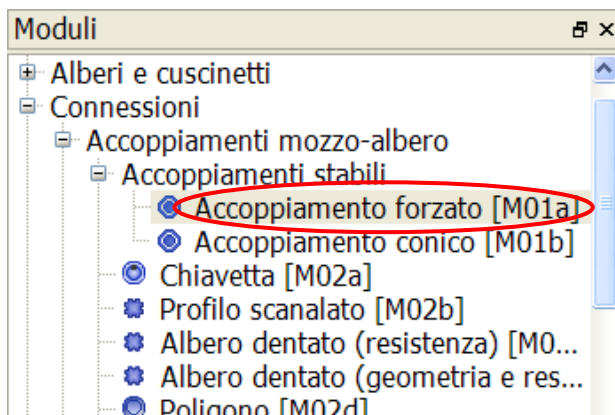 Moduli
Alberi e cuscinetti
Connessioni
Accoppiamenti mozzo-albero
Accoppiamenti stabili
Accoppiamento forzato [M01a]
Accoppiamento conico [M01b]
Chiavetta [M02a]
Profilo scanalato [M02b]
Albero dentato (resistenza) [M0...
Albero dentato (geometria e res...
Poligono [M02d]